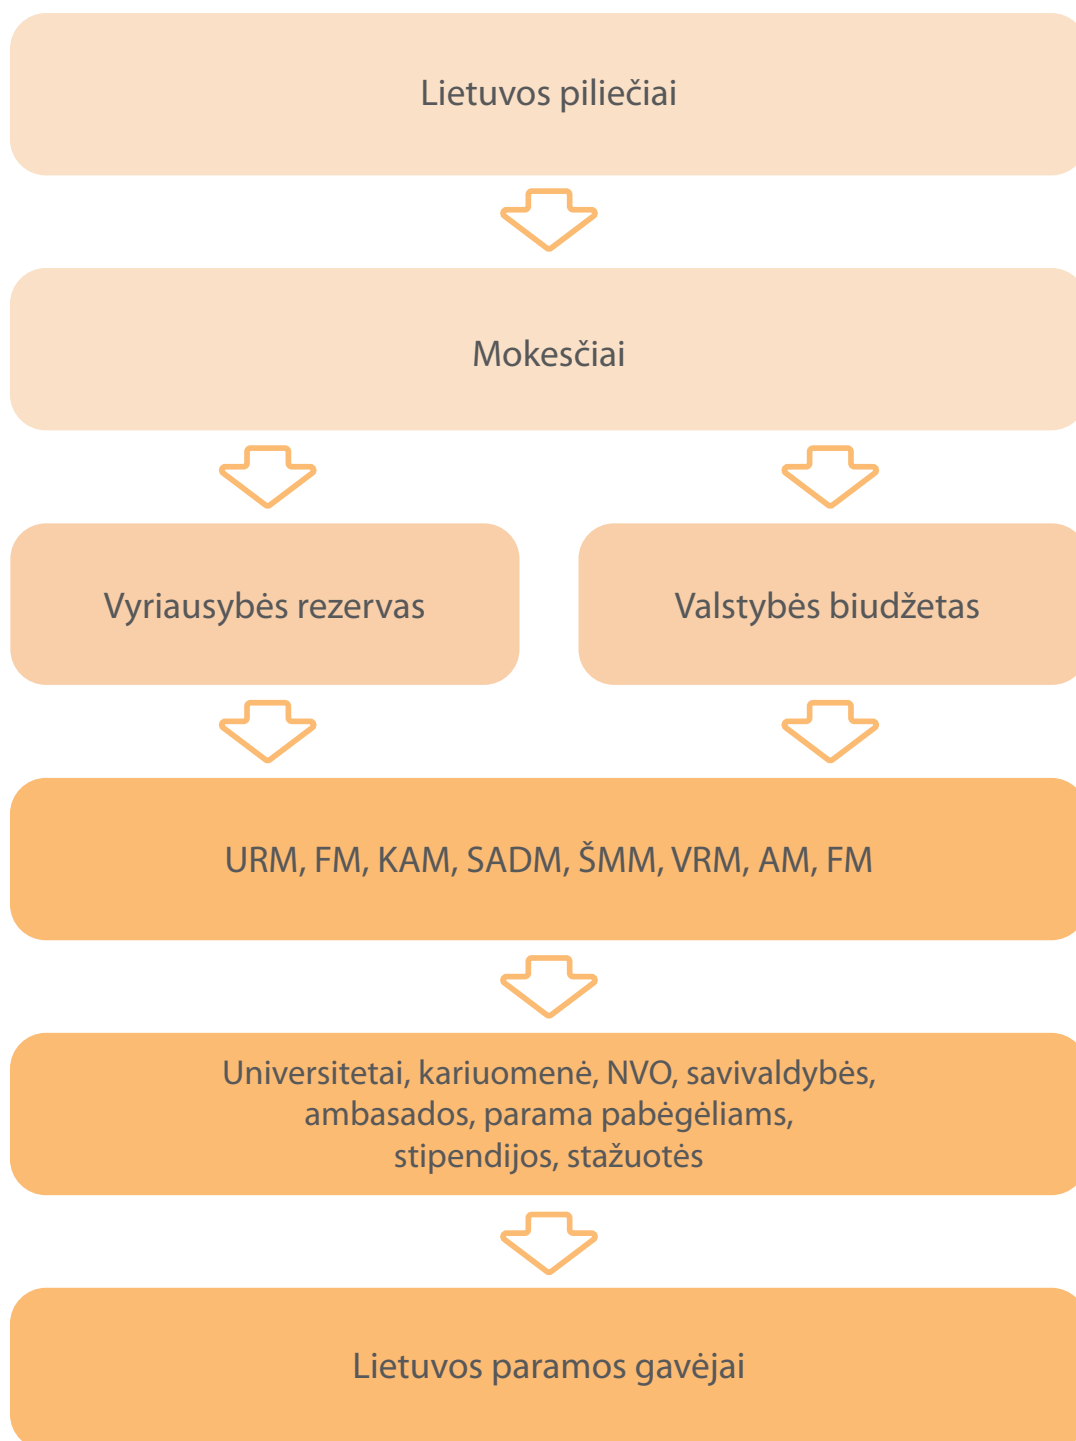 Lietuvos piliečiai
Mokesčiai
Vyriausybės rezervas
Valstybės biudžetas
URM, FM, KAM, SADM, ŠMM, VRM, AM, FM
Universitetai, kariuomenė, NVO, savivaldybės,
ambasados, parama pabėgėliams,
stipendijos, stažuotės
Lietuvos paramos gavėjai